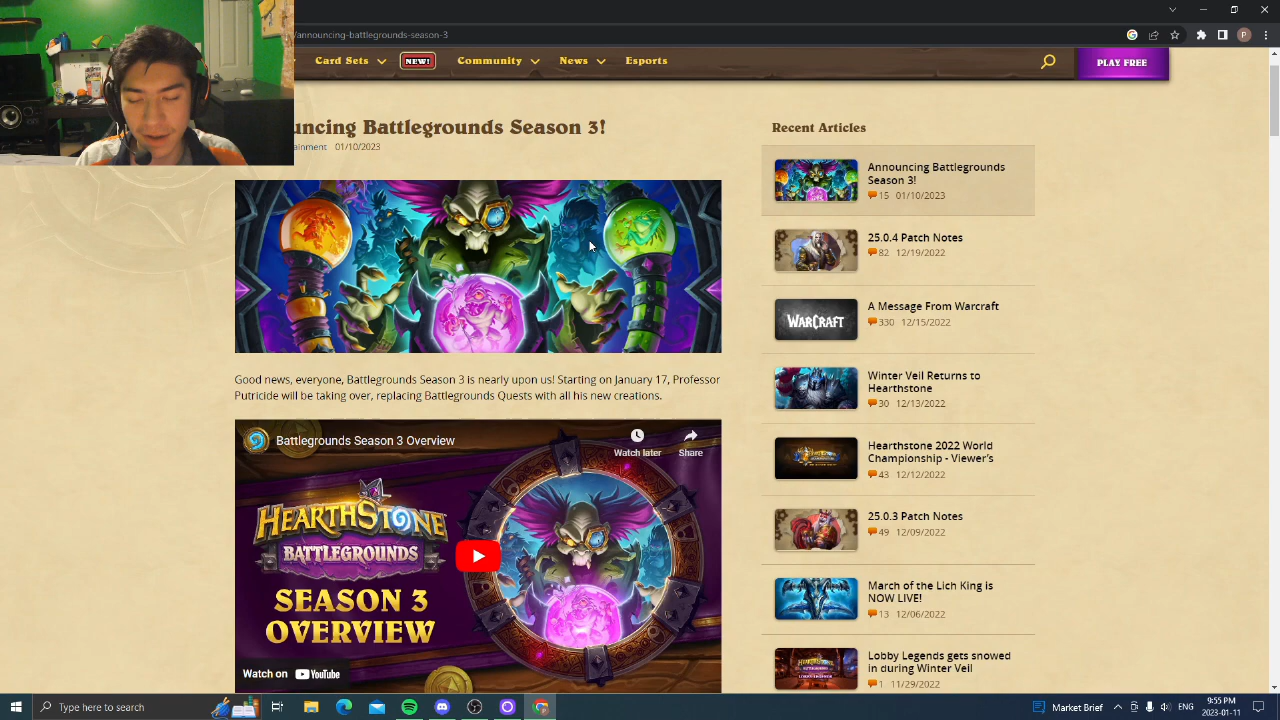 /announcing-battlegrounds-season-3
Card Sets
NEW!
Community
News
Esports
PLAY FREE
uncing Battlegrounds Season 3!
ainment 01/10/2023
Good news, everyone, Battlegrounds Season 3 is nearly upon us! Starting on January 17, Professor
Putricide will be taking over, replacing Battlegrounds Quests with all his new creations.
Battlegrounds Season 3 Overview
Watch later
Share
HEARTHSTONE
BATTLEGROUNDS
SEASON 3
OVERVIEW
Watch on YouTube
Recent Articles
Announcing Battlegrounds
Season 3!
15 01/10/2023
25.0.4 Patch Notes
82 12/19/2022
WARCRAFT
A Message From Warcraft
330 12/15/2022
Winter Veil Returns to
Hearthstone
30 12/13/2022
Hearthstone 2022 World
Championship - Viewer's
43 12/12/2022
25.0.3 Patch Notes
49 12/09/2022
March of the Lich King is
NOW LIVE!
13 12/06/2022
Lobby Legends gets snowed
in during Winter Veil
1 11/29/2022
Type here to search
Market Brief
ENG
9:55 PM
2023-01-11